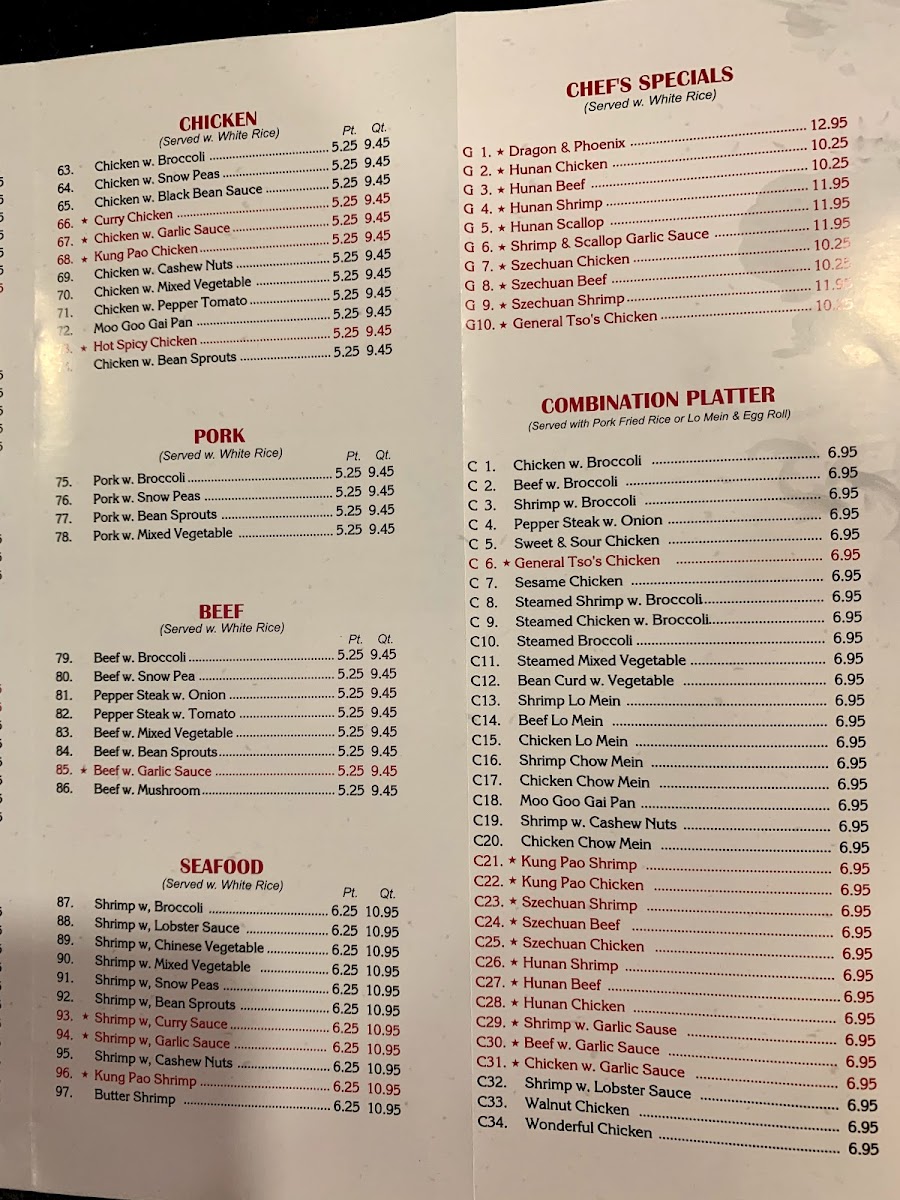 CHICKEN
(Served w. White Rice)
Pt. Qt.
63. Chicken w. Broccoli 5.25 9.45
64. Chicken w. Snow Peas 5.25 9.45
65. Chicken w. Black Bean Sauce 5.25 9.45
66. ★ Curry Chicken 5.25 9.45
67. ★ Chicken w. Garlic Sauce 5.25 9.45
68. ★ Kung Pao Chicken 5.25 9.45
69. Chicken w. Cashew Nuts 5.25 9.45
70. Chicken w. Mixed Vegetable 5.25 9.45
71. Chicken w. Pepper Tomato 5.25 9.45
72. Moo Goo Gai Pan 5.25 9.45
★ Hot Spicy Chicken 5.25 9.45
Chicken w. Bean Sprouts 5.25 9.45
PORK
(Served w. White Rice)
Pt. Qt.
75. Pork w. Broccoli 5.25 9.45
76. Pork w. Snow Peas 5.25 9.45
77. Pork w. Bean Sprouts 5.25 9.45
78. Pork w. Mixed Vegetable 5.25 9.45
BEEF
(Served w. White Rice)
Pt. Qt.
79. Beef w. Broccoli 5.25 9.45
80. Beef w. Snow Pea 5.25 9.45
81. Pepper Steak w. Onion 5.25 9.45
82. Pepper Steak w. Tomato 5.25 9.45
83. Beef w. Mixed Vegetable 5.25 9.45
84. Beef w. Bean Sprouts 5.25 9.45
85. ★ Beef w. Garlic Sauce 5.25 9.45
86. Beef w. Mushroom 5.25 9.45
SEAFOOD
(Served w. White Rice)
Pt. Qt.
87. Shrimp w, Broccoli 6.25 10.95
88. Shrimp w, Lobster Sauce 6.25 10.95
89. Shrimp w, Chinese Vegetable 6.25 10.95
90. Shrimp w. Mixed Vegetable 6.25 10.95
91. Shrimp w, Snow Peas 6.25 10.95
92. Shrimp w, Bean Sprouts 6.25 10.95
93. ★ Shrimp w, Curry Sauce 6.25 10.95
94. ★ Shrimp w, Garlic Sauce 6.25 10.95
95. Shrimp w, Cashew Nuts 6.25 10.95
96. ★ Kung Pao Shrimp 6.25 10.95
97. Butter Shrimp 6.25 10.95
CHEF'S SPECIALS
(Served w. White Rice)
G 1. ★ Dragon & Phoenix 12.95
G 2. ★ Hunan Chicken 10.25
G 3. ★ Hunan Beef 10.25
G 4. ★ Hunan Shrimp 11.95
G 5. ★ Hunan Scallop 11.95
G 6. ★ Shrimp & Scallop Garlic Sauce 11.95
G 7. ★ Szechuan Chicken 10.25
G 8. ★ Szechuan Beef 10.25
G 9. ★ Szechuan Shrimp 11.95
G10. ★ General Tso's Chicken 10.25
COMBINATION PLATTER
(Served with Pork Fried Rice or Lo Mein & Egg Roll)
C 1. Chicken w. Broccoli 6.95
C 2. Beef w. Broccoli 6.95
C 3. Shrimp w. Broccoli 6.95
C 4. Pepper Steak w. Onion 6.95
C 5. Sweet & Sour Chicken 6.95
C 6. ★ General Tso's Chicken 6.95
C 7. Sesame Chicken 6.95
C 8. Steamed Shrimp w. Broccoli 6.95
C 9. Steamed Chicken w. Broccoli 6.95
C10. Steamed Broccoli 6.95
C11. Steamed Mixed Vegetable 6.95
C12. Bean Curd w. Vegetable 6.95
C13. Shrimp Lo Mein 6.95
C14. Beef Lo Mein 6.95
C15. Chicken Lo Mein 6.95
C16. Shrimp Chow Mein 6.95
C17. Chicken Chow Mein 6.95
C18. Moo Goo Gai Pan 6.95
C19. Shrimp w. Cashew Nuts 6.95
C20. Chicken Chow Mein 6.95
C21. ★ Kung Pao Shrimp 6.95
C22. ★ Kung Pao Chicken 6.95
C23. ★ Szechuan Shrimp 6.95
C24. ★ Szechuan Beef 6.95
C25. ★ Szechuan Chicken 6.95
C26. ★ Hunan Shrimp 6.95
C27. ★ Hunan Beef 6.95
C28. ★ Hunan Chicken 6.95
C29. ★ Shrimp w. Garlic Sause 6.95
C30. ★ Beef w. Garlic Sauce 6.95
C31. ★ Chicken w. Garlic Sauce 6.95
C32. Shrimp w, Lobster Sauce 6.95
C33. Walnut Chicken 6.95
C34. Wonderful Chicken 6.95